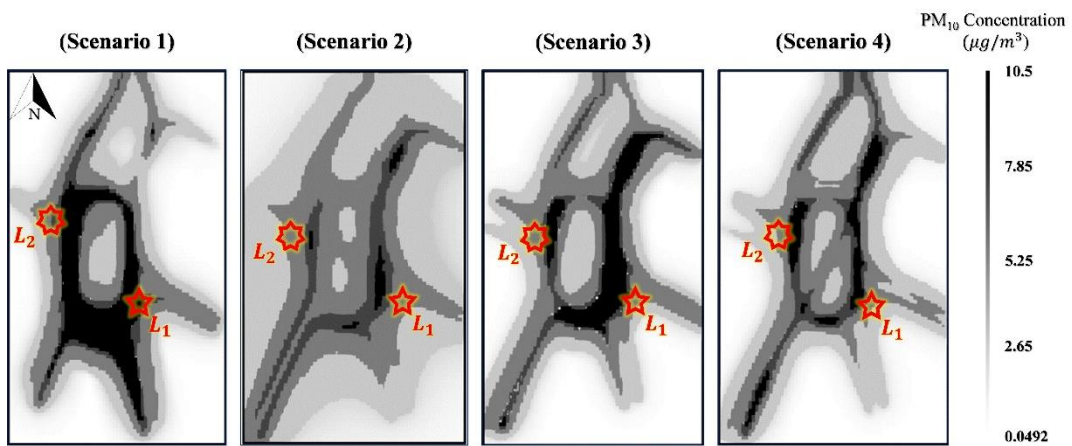 PM₁₀ Concentration
(μg/m³)
(Scenario 1) (Scenario 2) (Scenario 3) (Scenario 4)
10.5
N
7.85
L₂ L₂ L₂ L₂
5.25
L₁ L₁ L₁ L₁
2.65
0.0492